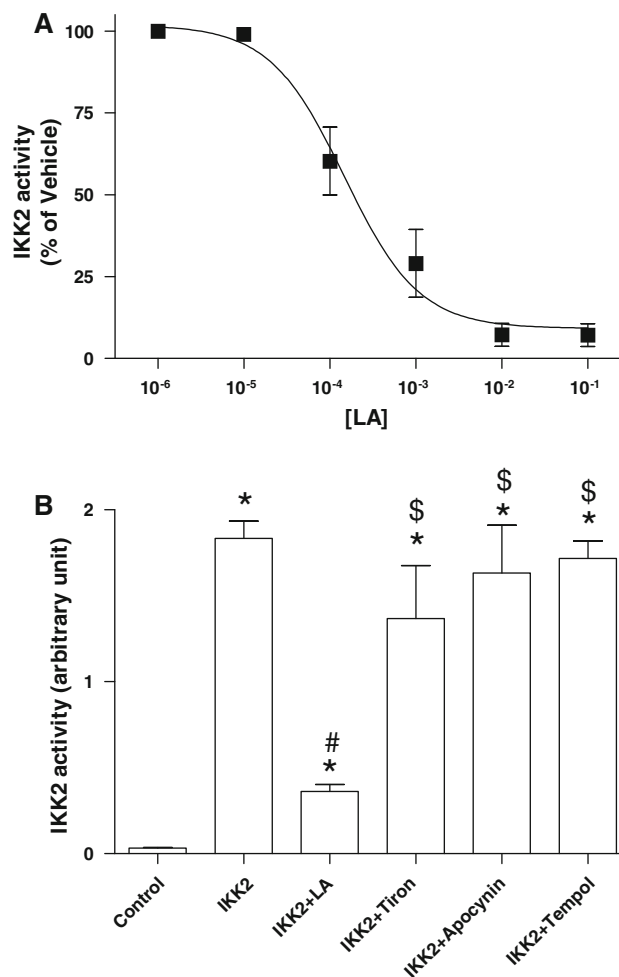 A
IKK2 activity
(% of Vehicle)
100
75
50
25
0
10-6
10-5
10-4
10-3
10-2
10-1
[LA]
B
IKK2 activity (arbitrary unit)
2
1
0
*
#
*
$
*
$
*
$
*
Control
IKK2
IKK2+LA
IKK2+Tiron
IKK2+Apocynin
IKK2+Tempol